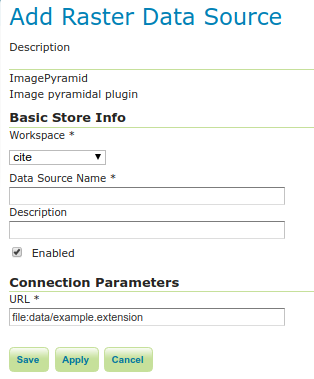 Add Raster Data Source
Description
ImagePyramid
Image pyramidal plugin
Basic Store Info
Workspace *
cite
Data Source Name *
Description
Enabled
Connection Parameters
URL *
file:data/example.extension
Save Apply Cancel